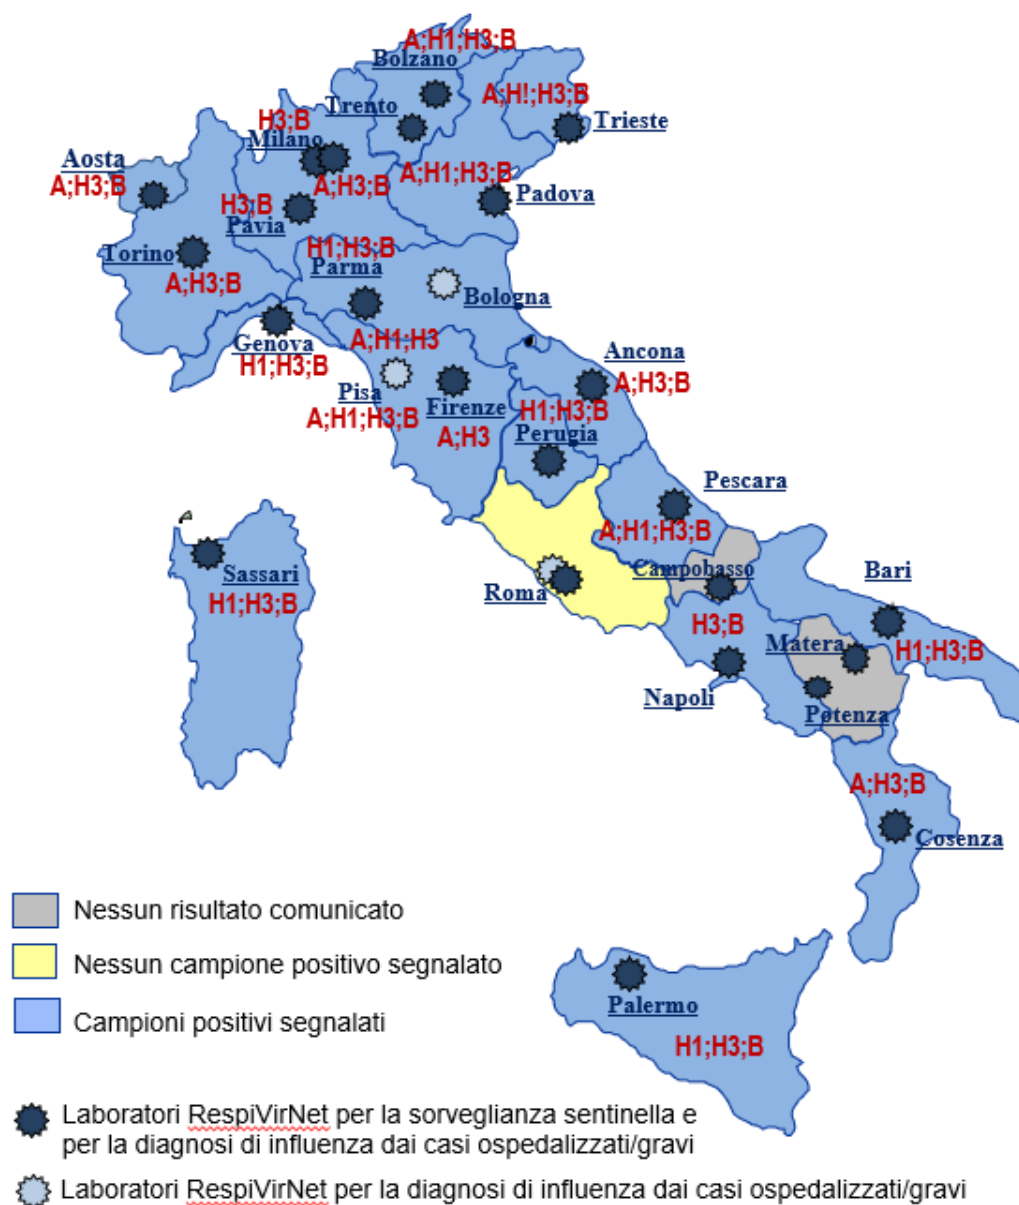 A;H1;H3;B
Bolzano
A;H!;H3;B
Trento
Trieste
H3;B
Milano
A;H3;B
Aosta
A;H3;B
A;H1;H3;B
Padova
H3;B
Pavia
Torino
A;H3;B
H1;H3;B
Parma
Bologna
Genova
H1;H3;B
A;H1;H3
Pisa
A;H1;H3;B
Firenze
A;H3
Ancona
A;H3;B
H1;H3;B
Perugia
Pescara
A;H1;H3;B
Roma
Campobasso
Bari
H1;H3;B
Sassari
H1;H3;B
H3;B
Napoli
Matera
Potenza
A;H3;B
Cosenza
Palermo
H1;H3;B
Nessun risultato comunicato
Nessun campione positivo segnalato
Campioni positivi segnalati
Laboratori RespiVirNet per la sorveglianza sentinella e
per la diagnosi di influenza dai casi ospedalizzati/gravi
Laboratori RespiVirNet per la diagnosi di influenza dai casi ospedalizzati/gravi